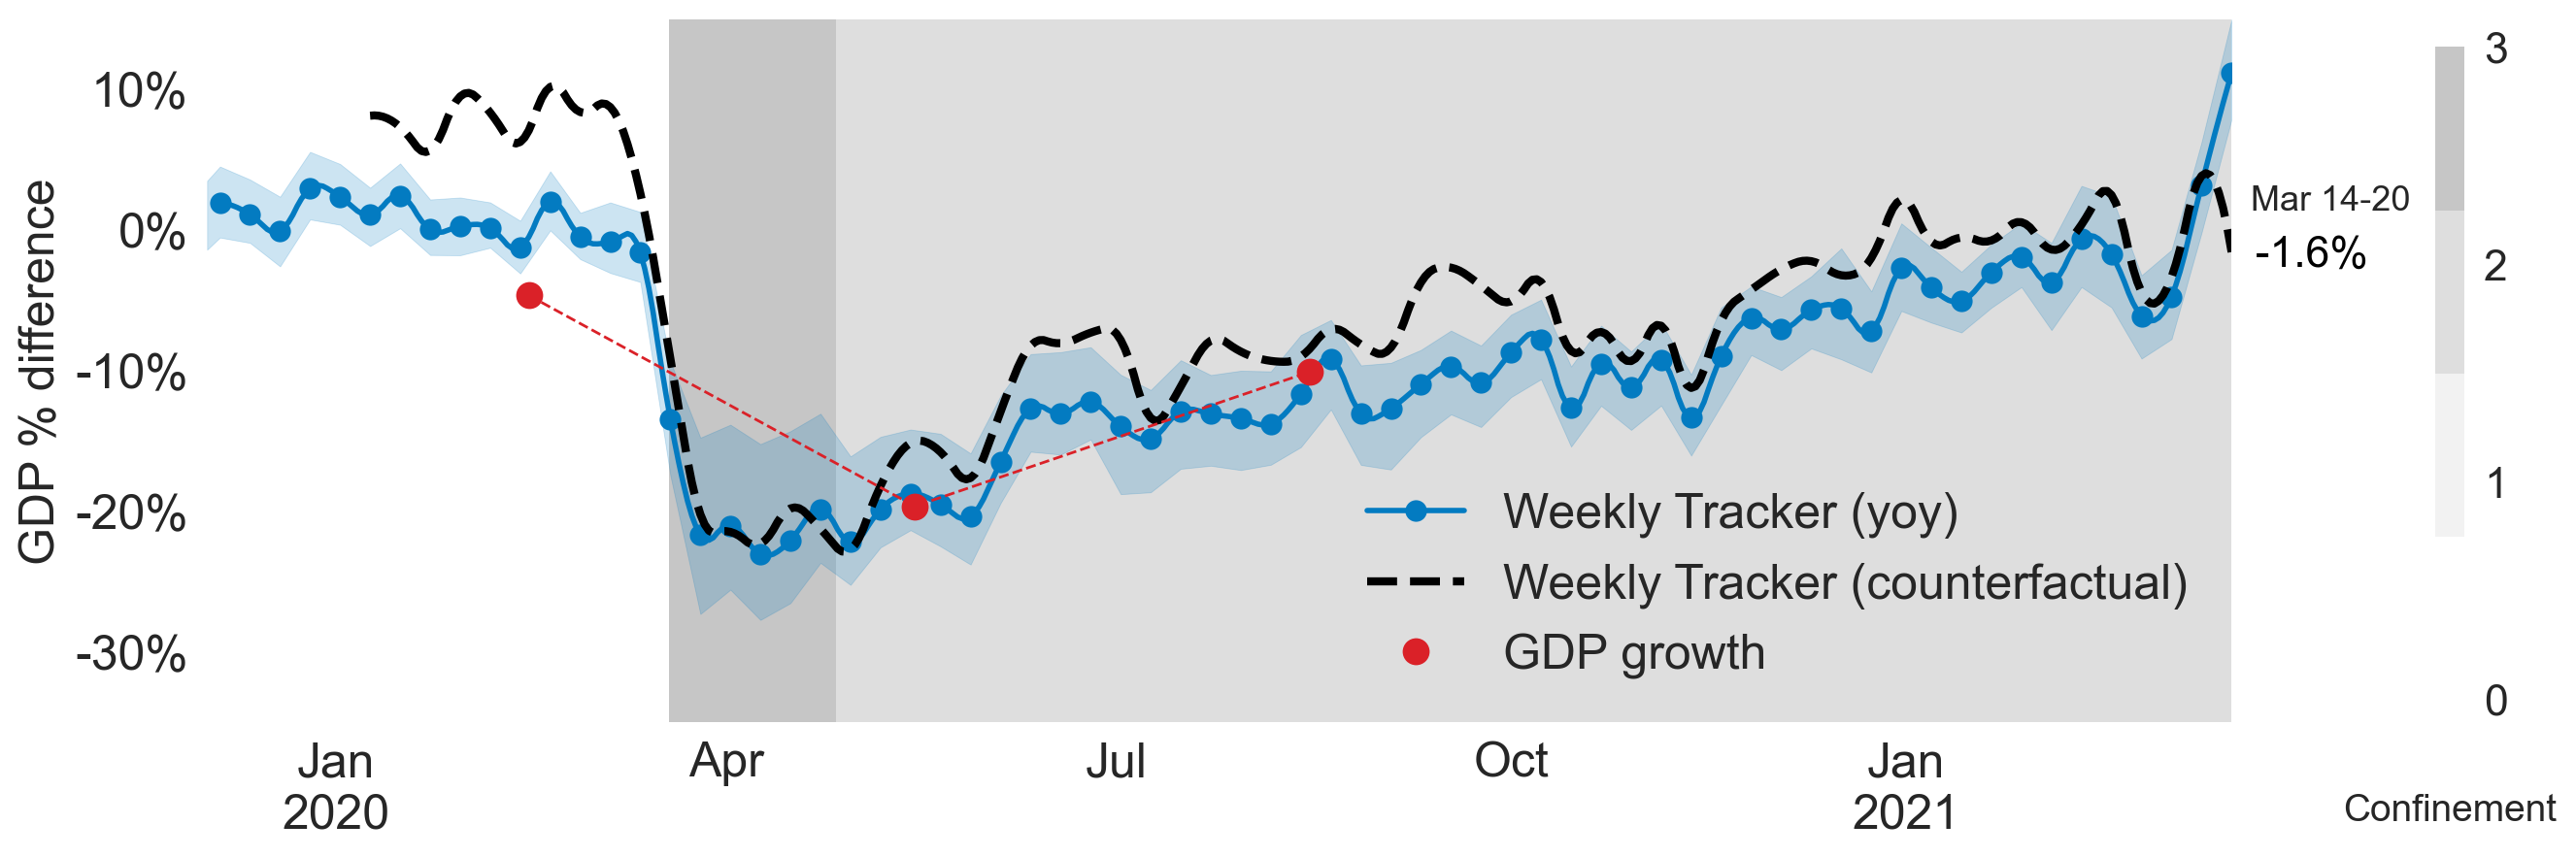 GDP % difference
10%
0%
-10%
-20%
-30%
Jan
2020
Apr
Jul
Oct
Jan
2021
Weekly Tracker (yoy)
Weekly Tracker (counterfactual)
GDP growth
Mar 14-20
-1.6%
3
2
1
0
Confinement